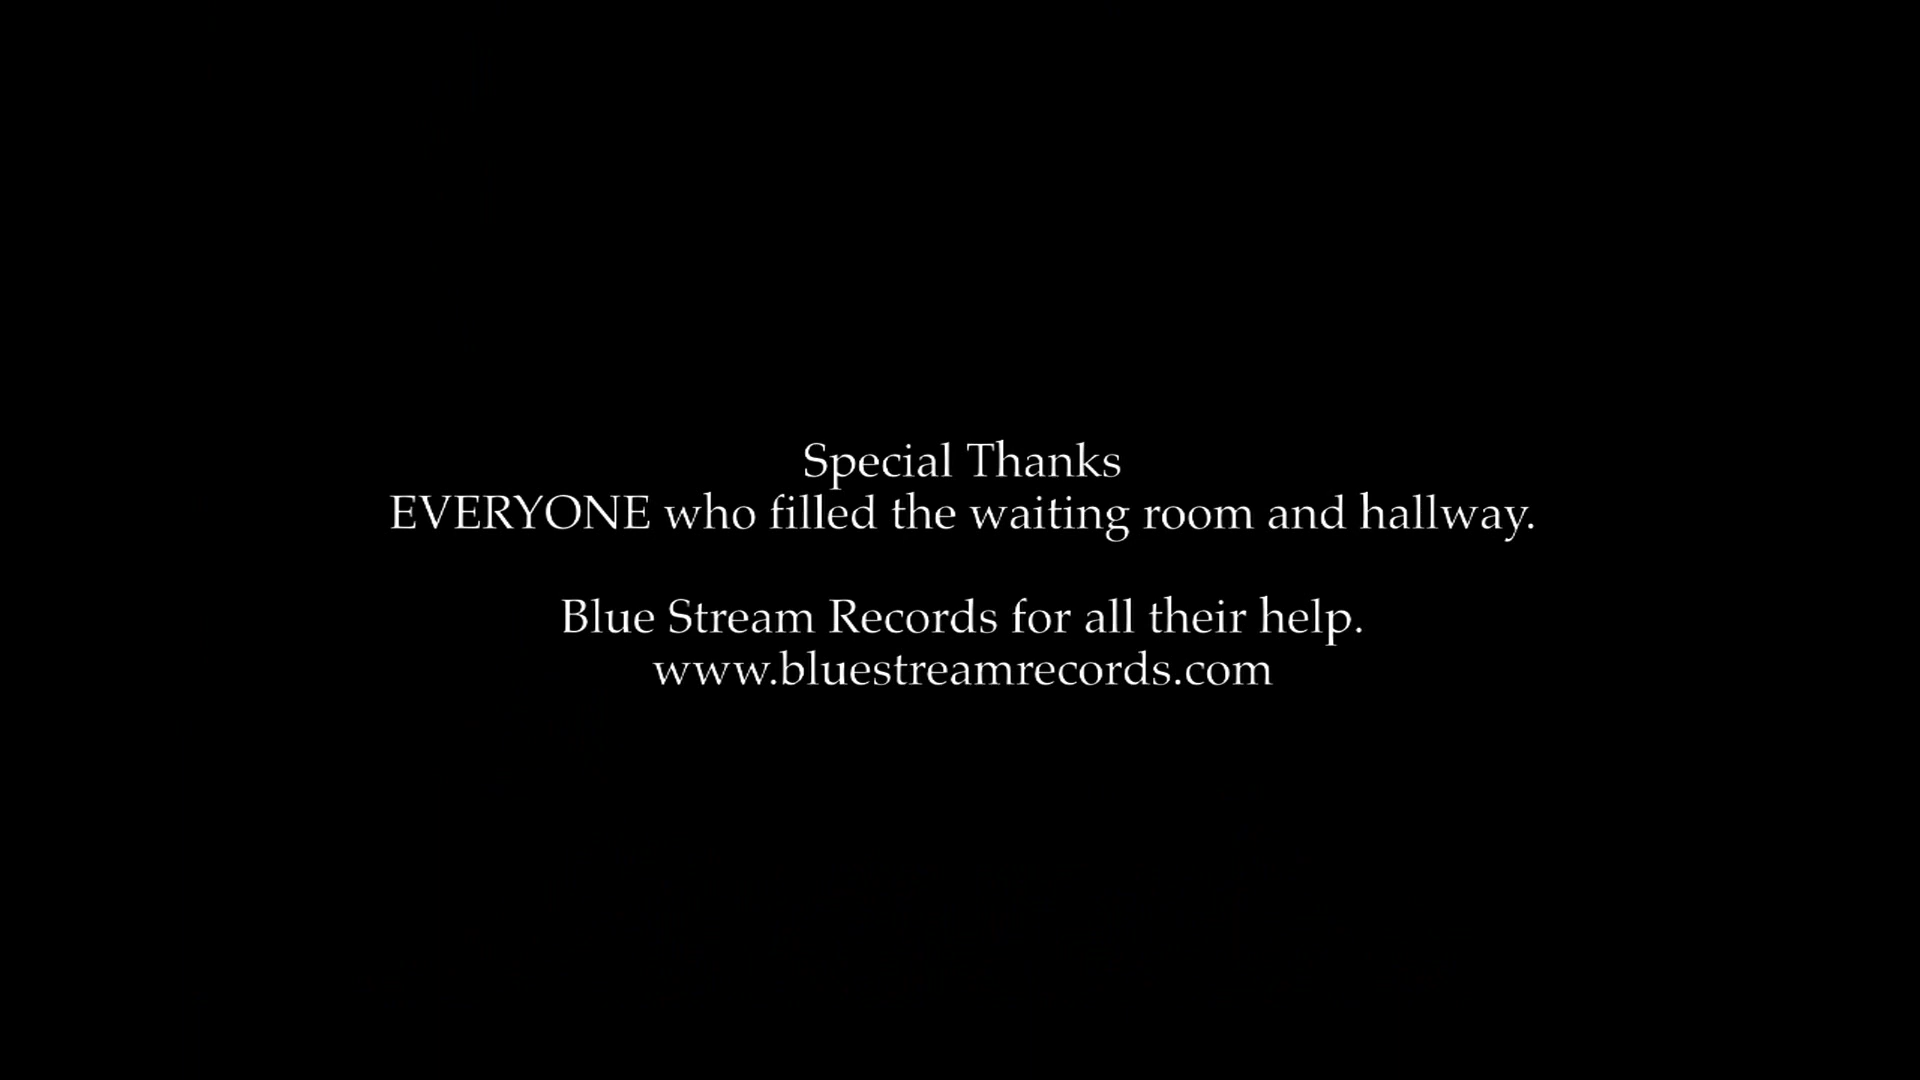 Special Thanks
EVERYONE who filled the waiting room and hallway.
Blue Stream Records for all their help.
www.bluestreamrecords.com